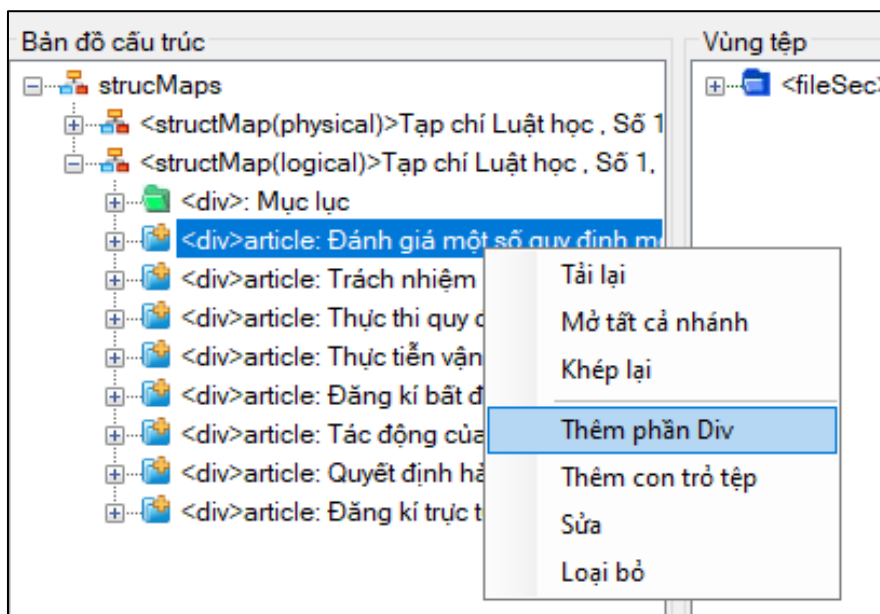 Bản đồ cấu trúc
strucMaps
<structMap(physical)>Tạp chí Luật học , Số 1
<structMap(logical)>Tạp chí Luật học , Số 1,
<div>: Mục lục
<div>article: Đánh giá một số quy định
<div>article: Trách nhiệm
<div>article: Thực thi quy
<div>article: Thực tiễn vận
<div>article: Đăng kí bất
<div>article: Tác động của
<div>article: Quyết định
<div>article: Đăng kí trực
Vùng tệp
<fileSec>
Tải lại
Mở tất cả nhánh
Khép lại
Thêm phần Div
Thêm con trỏ tệp
Sửa
Loại bỏ